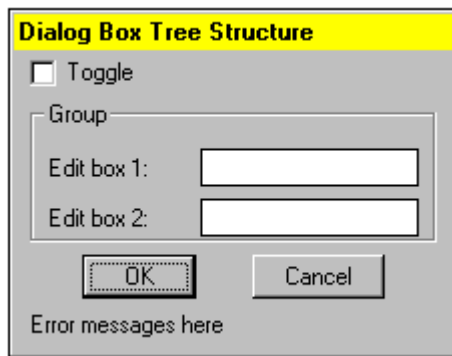 Dialog Box Tree Structure
Toggle
Group
Edit box 1:
Edit box 2:
OK Cancel
Error messages here